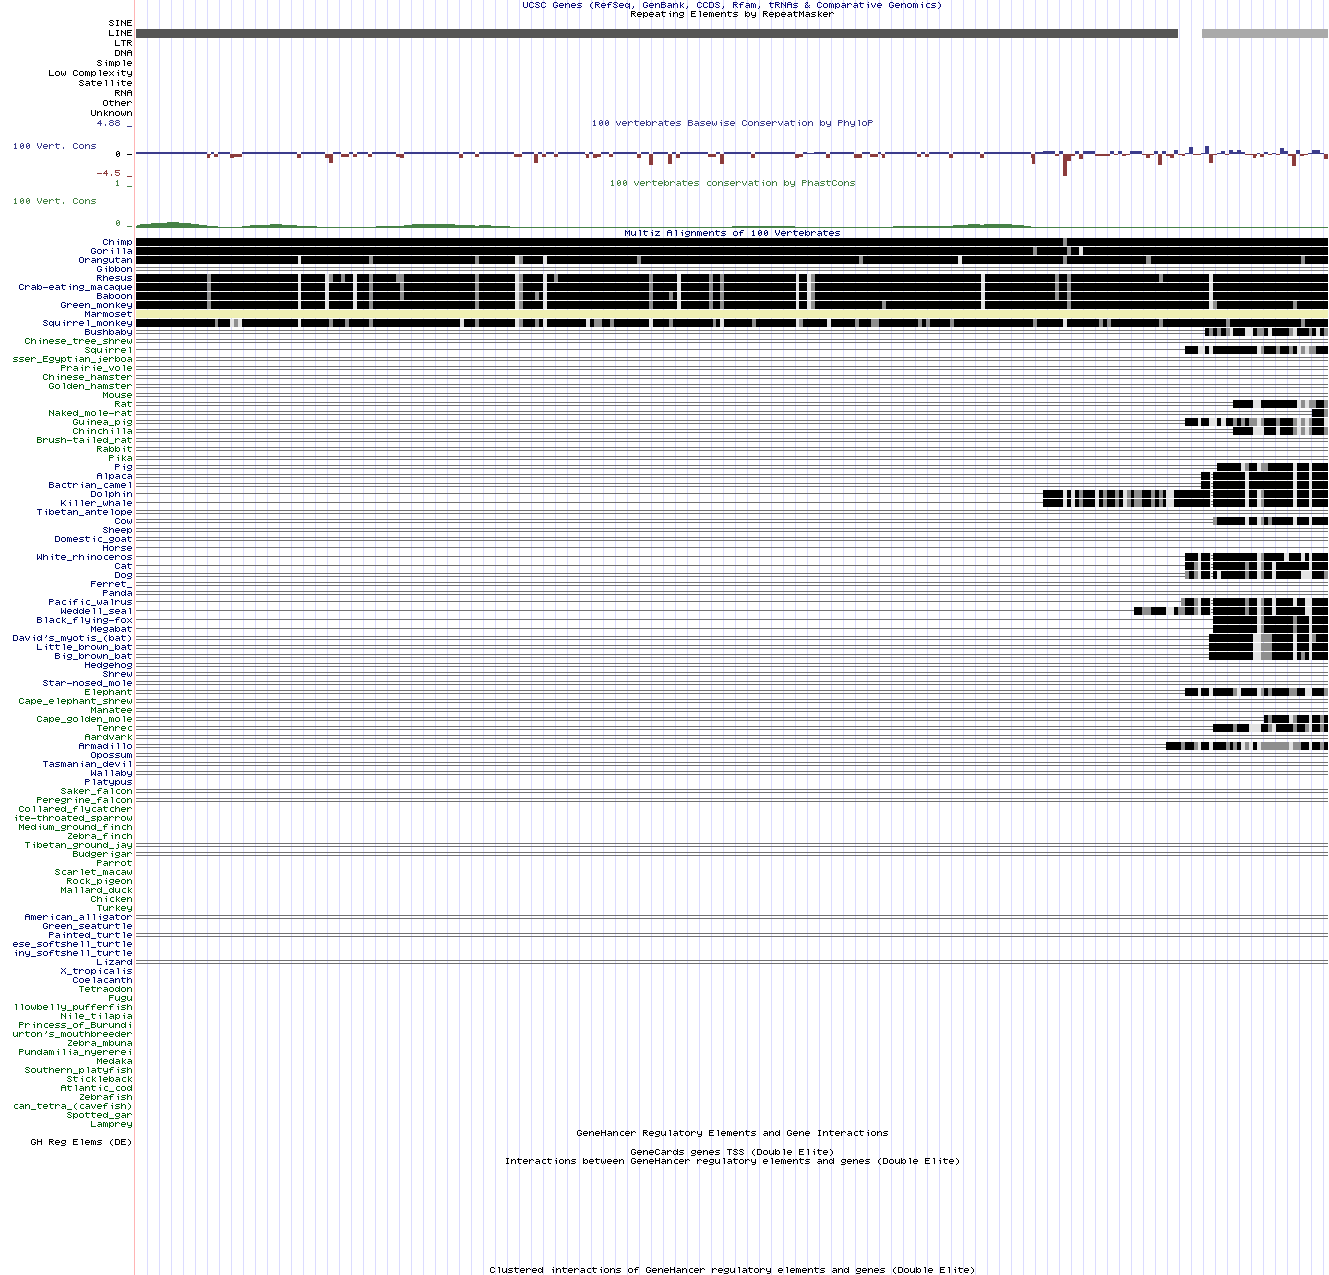 UCSC Genes (RefSeq, GenBank, CCDS, Rfam, tRNAs & Comparative Genomics)
Repeating Elements by RepeatMasker
SINE
LINE
LTR
DNA
Simple
Low Complexity
Satellite
RNA
Other
Unknown
100 vertebrates Basewise Conservation by PhyloP
4.88 _
100 Vert. Cons
0 _
-4.5 _
100 vertebrates conservation by PhastCons
1 _
100 Vert. Cons
0 _
Multiz Alignments of 100 Vertebrates
Chimp
Gorilla
Orangutan
Gibbon
Rhesus
Crab-eating_macaque
Baboon
Green_monkey
Marmoset
Squirrel_monkey
Bushbaby
Chinese_tree_shrew
Squirrel
sser_Egyptian_jerboa
Prairie_vole
Chinese_hamster
Golden_hamster
Mouse
Rat
Naked_mole-rat
Guinea_pig
Chinchilla
Brush-tailed_rat
Rabbit
Pika
Pig
Alpaca
Bactrian_camel
Dolphin
Killer_whale
Tibetan_antelope
Cow
Sheep
Domestic_goat
Horse
White_rhinoceros
Cat
Dog
Ferret_
Panda
Pacific_walrus
Weddell_seal
Black_flying-fox
Megabat
David's_myotis_(bat)
Little_brown_bat
Big_brown_bat
Hedgehog
Shrew
Star-nosed_mole
Elephant
Cape_elephant_shrew
Manatee
Cape_golden_mole
Tenrec
Aardvark
Armadillo
Opossum
Tasmanian_devil
Wallaby
Platypus
Saker_falcon
Peregrine_falcon
Collared_flycatcher
ite-throated_sparrow
Medium_ground_finch
Zebra_finch
Tibetan_ground_jay
Budgerigar
Parrot
Scarlet_macaw
Rock_pigeon
Mallard_duck
Chicken
Turkey
American_alligator
Green_seaturtle
Painted_turtle
ese_softshell_turtle
iny_softshell_turtle
Lizard
X_tropicalis
Coelacanth
Tetraodon
Fugu
llowbelly_pufferfish
Nile_tilapia
Princess_of_Burundi
urton's_mouthbreeder
Zebra_mbuna
Pundamilia_nyererei
Medaka
Southern_platyfish
Stickleback
Atlantic_cod
Zebrafish
can_tetra_(cavefish)
Spotted_gar
Lamprey
GeneHancer Regulatory Elements and Gene Interactions
GH Reg Elems (DE)
GeneCards genes TSS (Double Elite)
Interactions between GeneHancer regulatory elements and genes (Double Elite)
Clustered interactions of GeneHancer regulatory elements and genes (Double Elite)